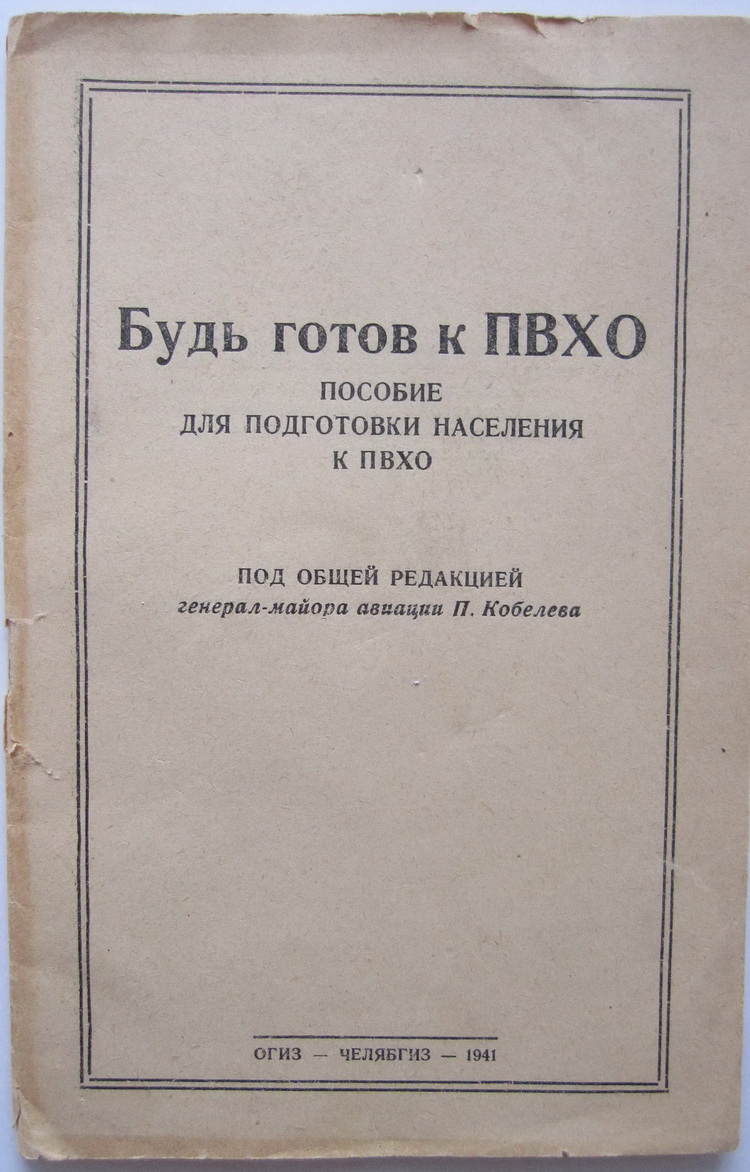 Будь готов к ПВХО
ПОСОБИЕ
ДЛЯ ПОДГОТОВКИ НАСЕЛЕНИЯ
К ПВХО
ПОД ОБЩЕЙ РЕДАКЦИЕЙ
генерал-майора авиации П. Кобелева
ОГИЗ — ЧЕЛЯБГИЗ — 1941